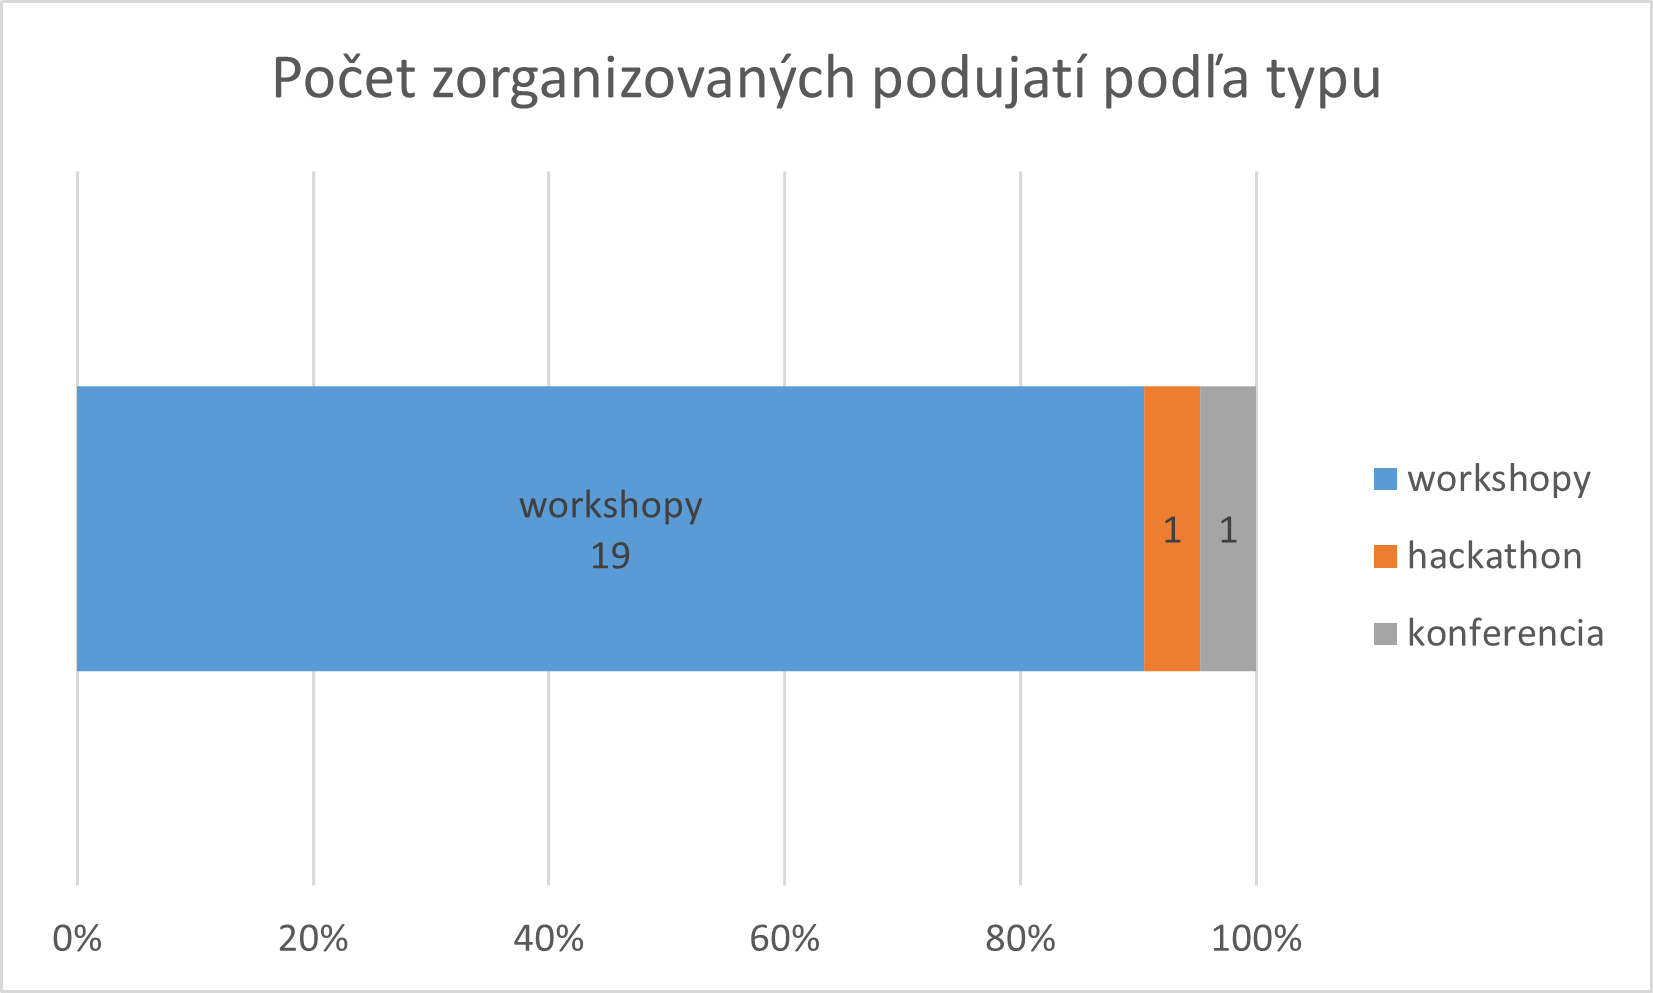 Počet zorganizovaných podujatí podľa typu
workshopy
19
1
1
workshopy
hackathon
konferencia
0%
20%
40%
60%
80%
100%